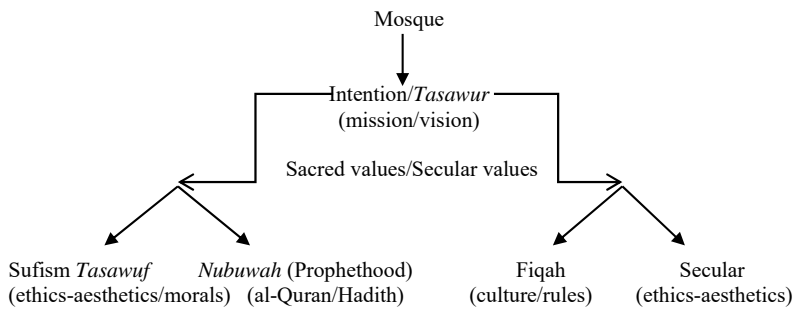 Mosque
Intention/Tasawur
(mission/vision)
Sacred values/Secular values
Sufism Tasawuf
(ethics-aesthetics/morals)
Nubuwah (Prophethood)
(al-Quran/Hadith)
Fiqah
(culture/rules)
Secular
(ethics-aesthetics)